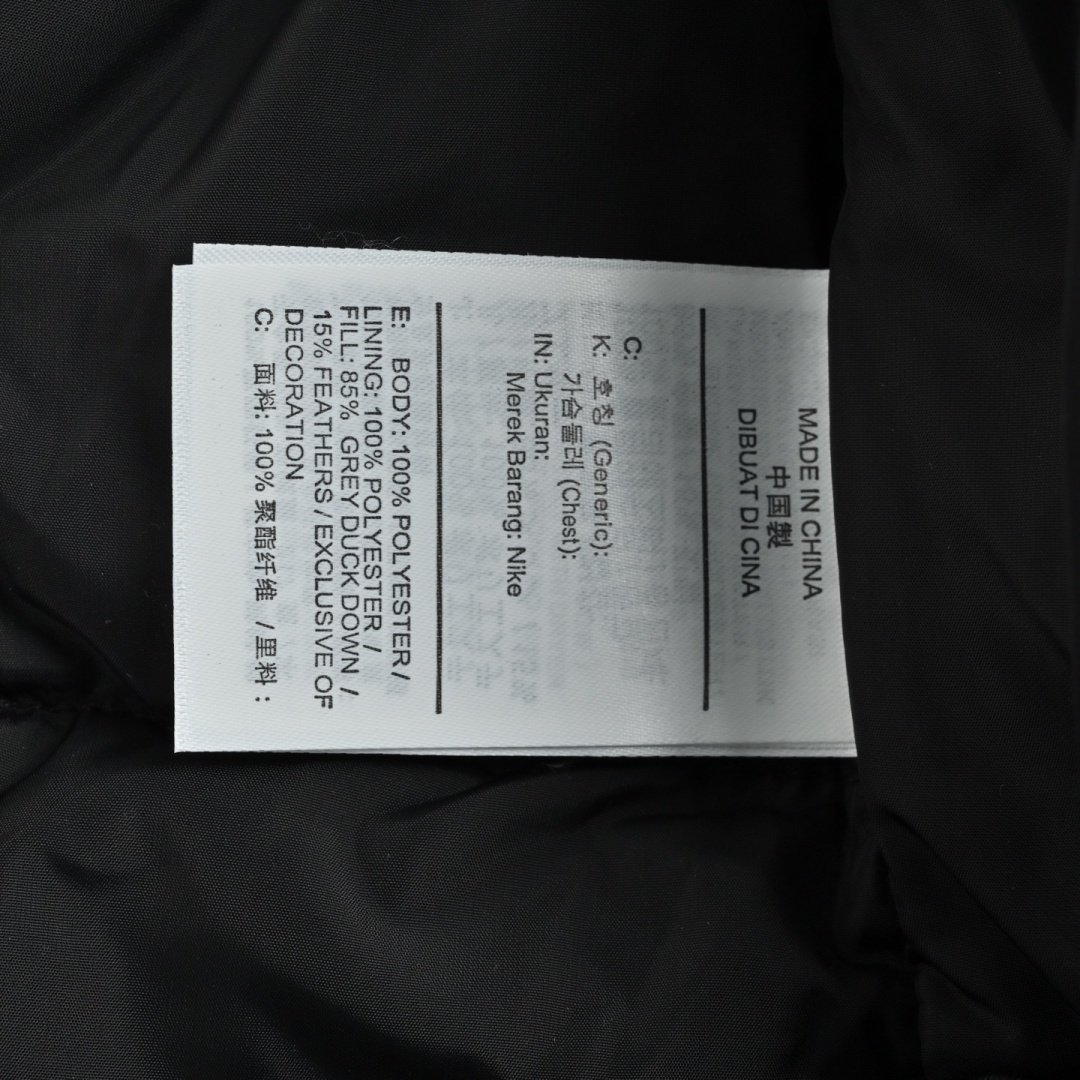 MADE IN CHINA
中国製
DIBUAT DI CINA
C:
K: 호칭 (Generic):
가슴둘레 (Chest):
IN: Ukuran:
Merek Barang: Nike
E: BODY: 100% POLYESTER /
LINING: 100% POLYESTER /
FILL: 85% GREY DUCK DOWN /
15% FEATHERS / EXCLUSIVE OF
DECORATION
C: 面料: 100% 聚酯纤维 / 里料 :